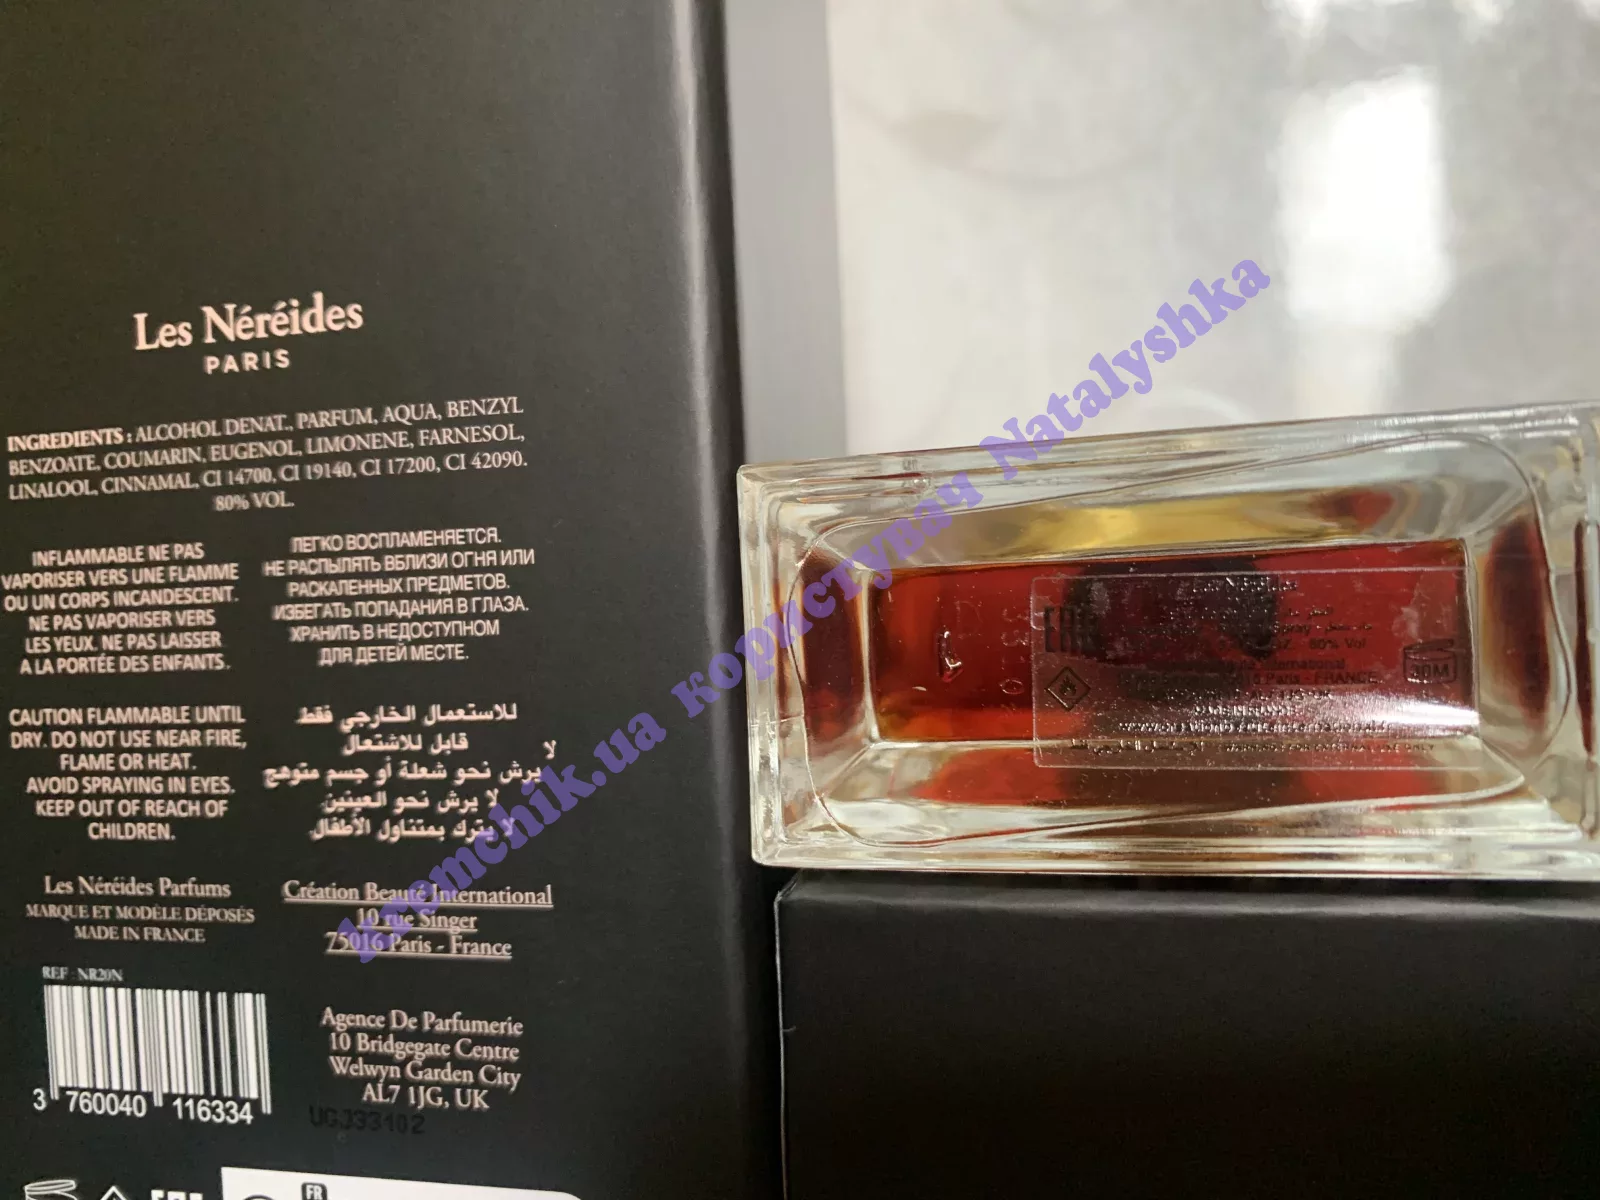 Les Néréides
PARIS
INGREDIENTS : ALCOHOL DENAT., PARFUM, AQUA, BENZYL
BENZOATE, COUMARIN, EUGENOL, LIMONENE, FARNESOL,
LINALOOL, CINNAMAL, CI 14700, CI 19140, CI 17200, CI 42090.
80% VOL.
INFLAMMABLE NE PAS
VAPORISER VERS UNE FLAMME
OU UN CORPS INCANDESCENT.
NE PAS VAPORISER VERS
LES YEUX. NE PAS LAISSER
A LA PORTÉE DES ENFANTS.
ЛЕГКО ВОСПЛАМЕНЯЕТСЯ.
НЕ РАСПЫЛЯТЬ ВБЛИЗИ ОГНЯ ИЛИ
РАСКАЛЕННЫХ ПРЕДМЕТОВ.
ИЗБЕГАТЬ ПОПАДАНИЯ В ГЛАЗА.
ХРАНИТЬ В НЕДОСТУПНОМ
ДЛЯ ДЕТЕЙ МЕСТЕ.
CAUTION FLAMMABLE UNTIL
DRY. DO NOT USE NEAR FIRE,
FLAME OR HEAT.
AVOID SPRAYING IN EYES.
KEEP OUT OF REACH OF
CHILDREN.
للاستعمال الخارجي فقط
قابل للاشتعال
لا
يرش نحو شعلة أو جسم متوهج
لا يرش نحو العينين
لا يترك بمتناول الأطفال
Les Néréides Parfums
MARQUE ET MODÈLE DÉPOSÉS
MADE IN FRANCE
Création Beauté International
10 rue Singer
75016 Paris - France
REF : NR20N
3 760040 116334
Agence De Parfumerie
10 Bridgegate Centre
Welwyn Garden City
AL7 1JG, UK
UGJ33102
FR
EAC
80% Vol
International
Paris - FRANCE
30M
kremchik.ua користувач Natalyshka